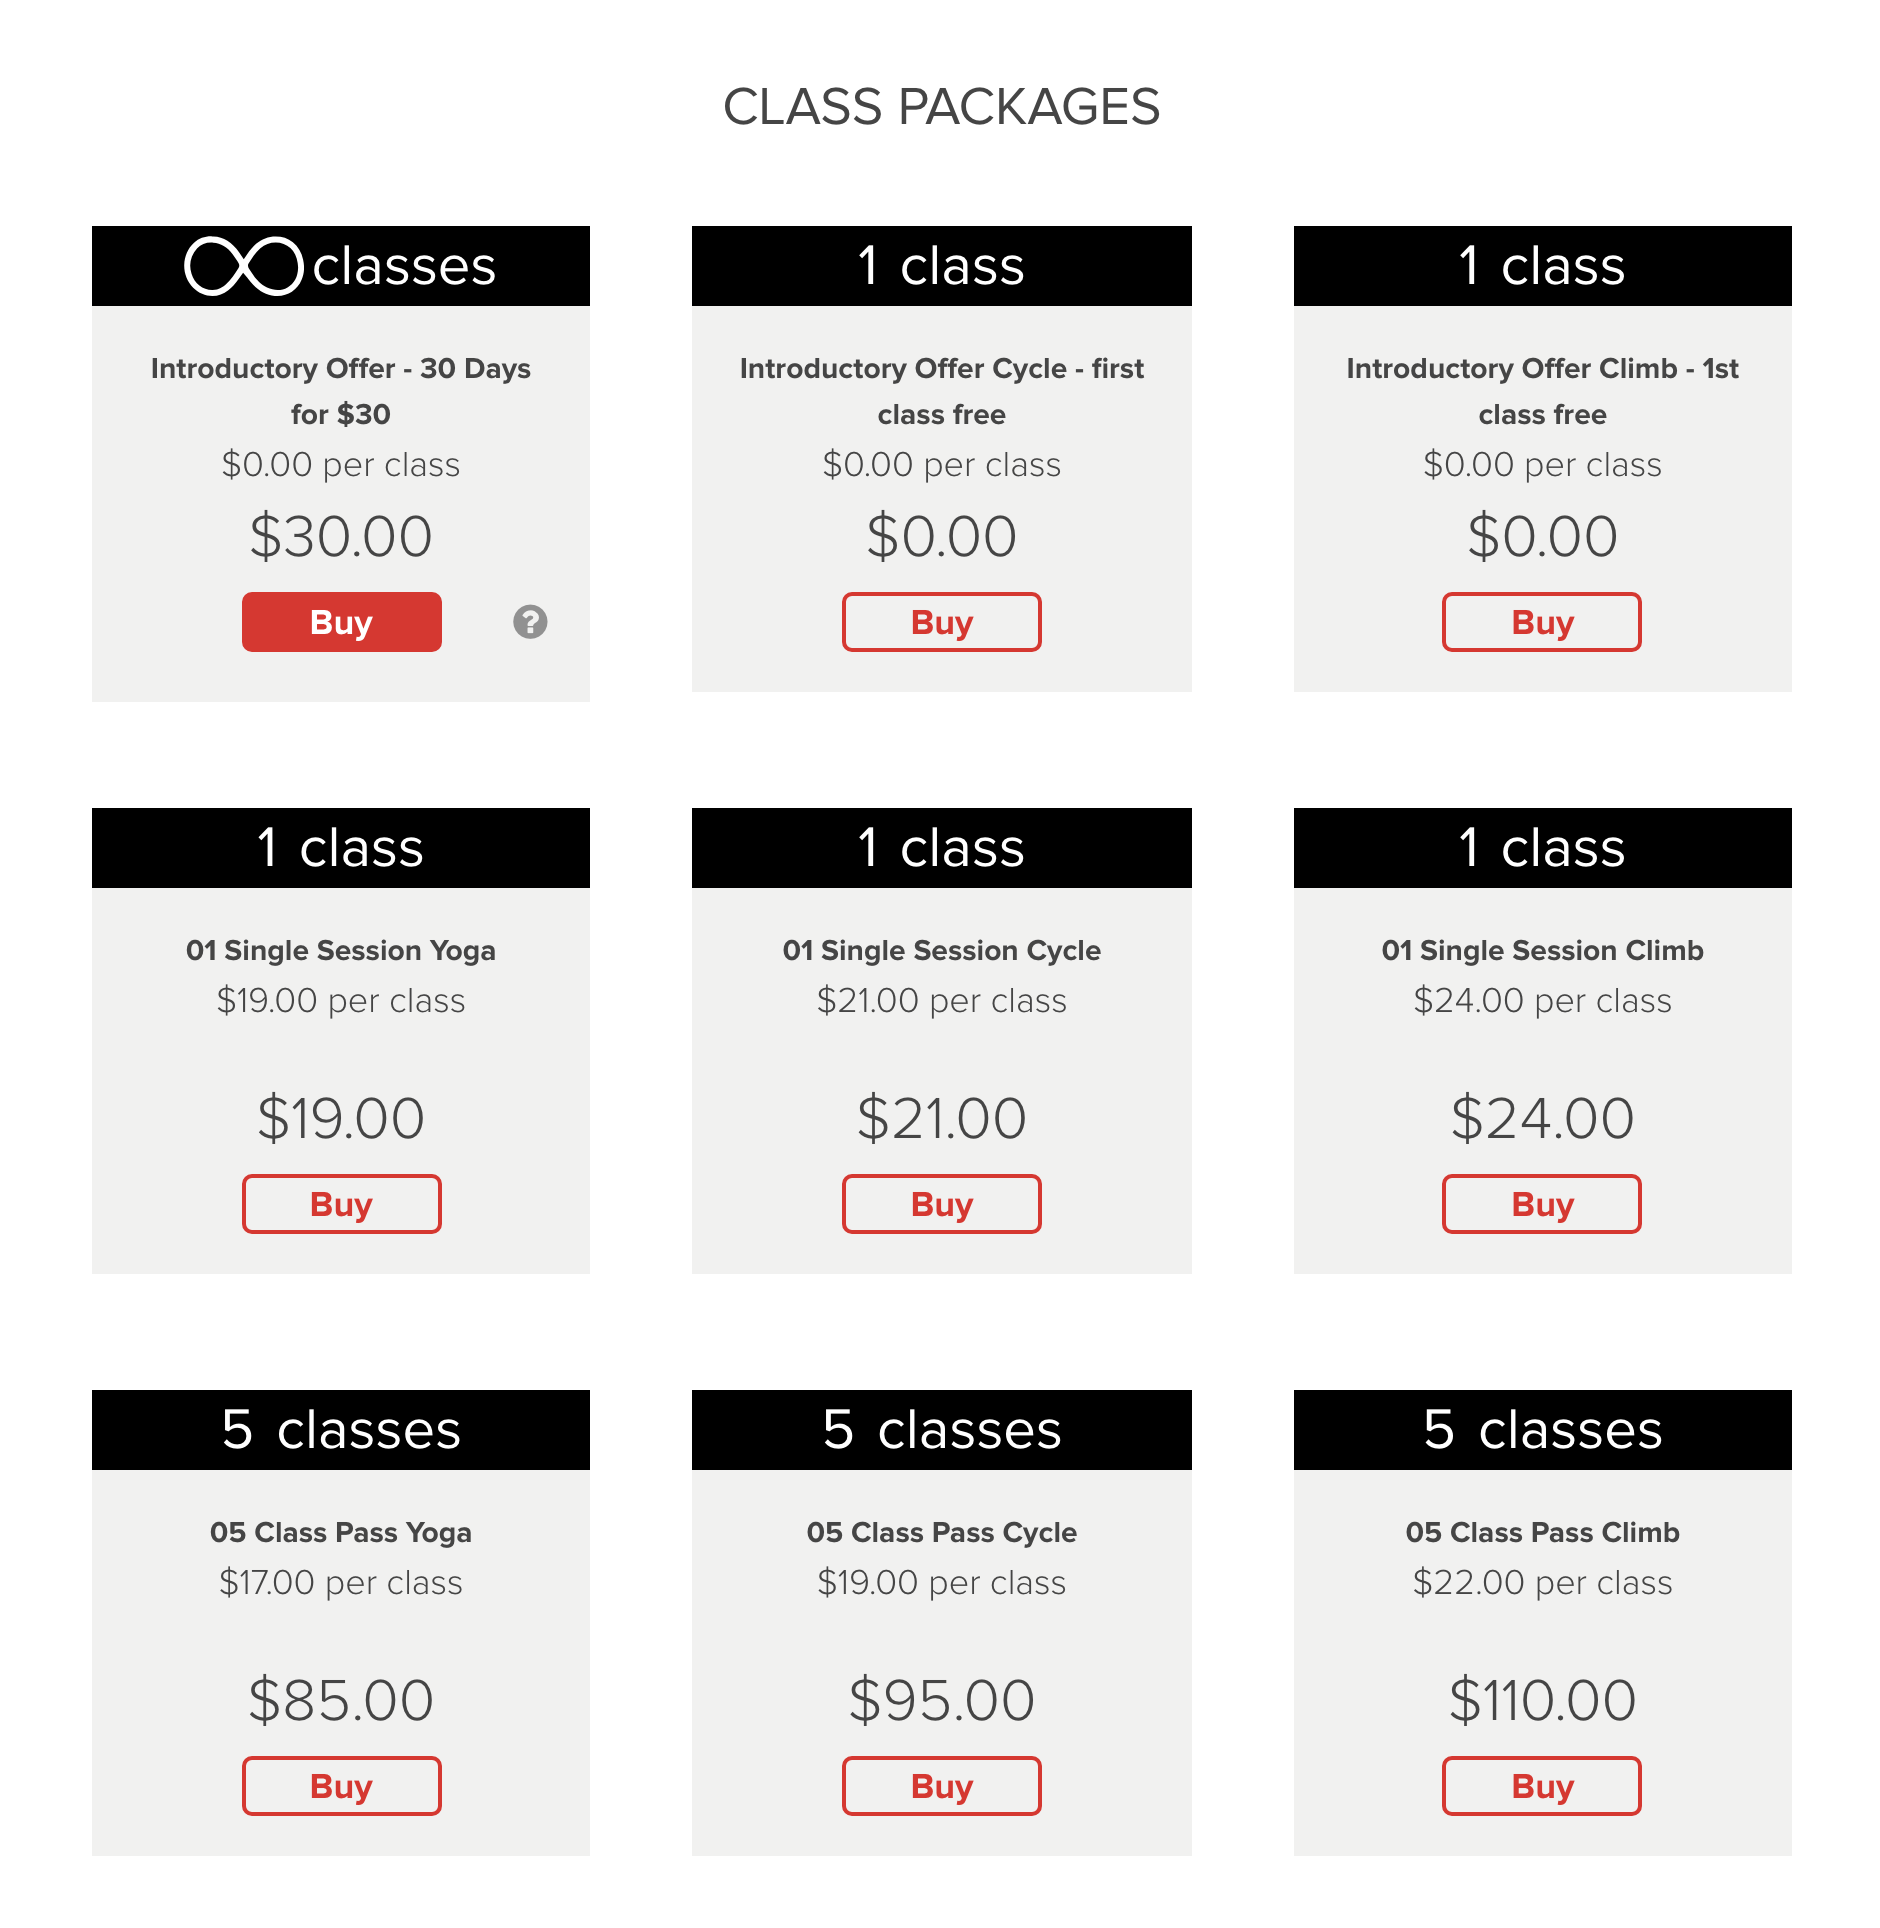 CLASS PACKAGES
∞ classes
Introductory Offer - 30 Days
for $30
$0.00 per class
$30.00
Buy
?
1 class
Introductory Offer Cycle - first
class free
$0.00 per class
$0.00
Buy
1 class
Introductory Offer Climb - 1st
class free
$0.00 per class
$0.00
Buy
1 class
01 Single Session Yoga
$19.00 per class
$19.00
Buy
1 class
01 Single Session Cycle
$21.00 per class
$21.00
Buy
1 class
01 Single Session Climb
$24.00 per class
$24.00
Buy
5 classes
05 Class Pass Yoga
$17.00 per class
$85.00
Buy
5 classes
05 Class Pass Cycle
$19.00 per class
$95.00
Buy
5 classes
05 Class Pass Climb
$22.00 per class
$110.00
Buy